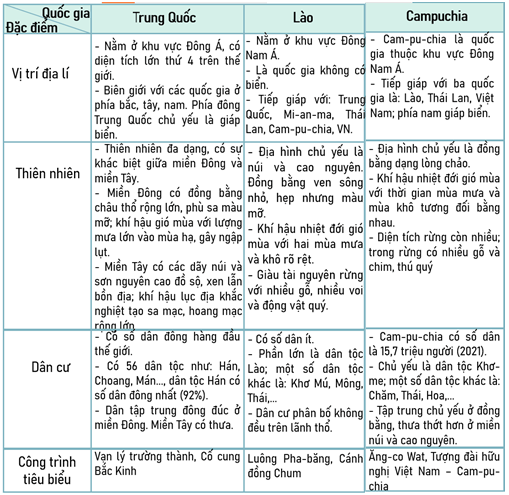 Quốc gia
Đặc điểm
Trung Quốc
Lào
Campuchia
Vị trí địa lí
- Nằm ở khu vực Đông Á, có
diện tích lớn thứ 4 trên thế
giới.
- Biên giới với các quốc gia ở
phía bắc, tây, nam. Phía đông
Trung Quốc chủ yếu là giáp
biển.
- Nằm ở khu vực Đông
Nam Á.
- Là quốc gia không có
biển.
- Tiếp giáp với: Trung
Quốc, Mi-an-ma, Thái
Lan, Cam-pu-chia, VN.
- Cam-pu-chia là quốc
gia thuộc khu vực Đông
Nam Á.
- Tiếp giáp với ba quốc
gia là: Lào, Thái Lan, Việt
Nam; phía nam giáp biển.
Thiên nhiên
- Thiên nhiên đa dạng, có sự
khác biệt giữa miền Đông và
miền Tây.
- Miền Đông có đồng bằng
châu thổ rộng lớn, phù sa màu
mỡ; khí hậu gió mùa với lượng
mưa lớn vào mùa hạ, gây ngập
lụt.
- Miền Tây có các dãy núi và
sơn nguyên cao đồ sộ, xen lẫn
bồn địa; khí hậu lục địa khắc
nghiệt tạo sa mạc, hoang mạc
rộng lớn
- Địa hình chủ yếu là
núi và cao nguyên.
Đồng bằng ven sông
nhỏ, hẹp nhưng màu
mỡ.
- Khí hậu nhiệt đới gió
mùa với hai mùa mưa
và khô rõ rệt.
- Giàu tài nguyên rừng
với nhiều gỗ, nhiều voi
và động vật quý.
- Địa hình chủ yếu là đồng
bằng dạng lòng chảo.
- Khí hậu nhiệt đới gió mùa
với thời gian mùa mưa và
mùa khô tương đối bằng
nhau.
- Diện tích rừng còn nhiều;
trong rừng có nhiều gỗ và
chim, thú quý
Dân cư
- Có số dân đông hàng đầu
thế giới.
- Có 56 dân tộc như: Hán,
Choang, Mán..., dân tộc Hán có
số dân đông nhất (92%).
- Dân tập trung đông đúc ở
miền Đông. Miền Tây có thưa.
- Có số dân ít.
- Phần lớn là dân tộc
Lào; một số dân tộc
khác là: Khơ Mú, Mông,
Thái,...
- Dân cư phân bố không
đều trên lãnh thổ.
- Cam-pu-chia có số dân
là 15,7 triệu người (2021).
- Chủ yếu là dân tộc Khơ-
me; một số dân tộc khác là:
Chăm, Thái, Hoa,...
- Tập trung chủ yếu ở đồng
bằng, thưa thớt hơn ở miền
núi và cao nguyên.
Công trình
tiêu biểu
Vạn lý trường thành, Cố cung
Bắc Kinh
Luông Pha-băng, Cánh
đồng Chum
Ăng-co Wat, Tượng đài hữu
nghị Việt Nam – Cam-pu-
chia